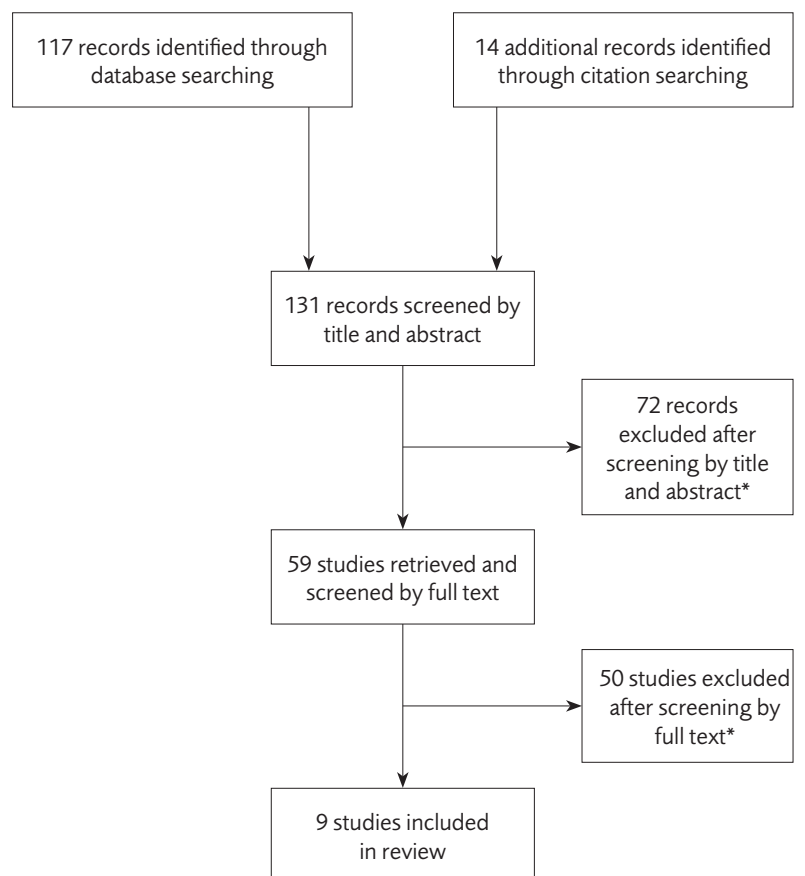 117 records identified through
database searching
14 additional records identified
through citation searching
131 records screened by
title and abstract
72 records
excluded after
screening by title
and abstract*
59 studies retrieved and
screened by full text
50 studies excluded
after screening by
full text*
9 studies included
in review